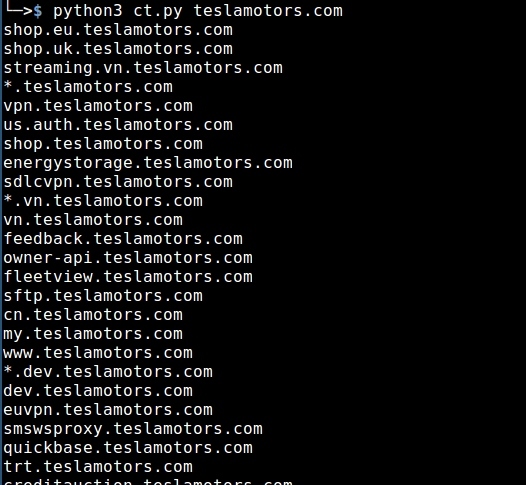 └─>$ python3 ct.py teslamotors.com
shop.eu.teslamotors.com
shop.uk.teslamotors.com
streaming.vn.teslamotors.com
*.teslamotors.com
vpn.teslamotors.com
us.auth.teslamotors.com
shop.teslamotors.com
energystorage.teslamotors.com
sdlcvpn.teslamotors.com
*.vn.teslamotors.com
vn.teslamotors.com
feedback.teslamotors.com
owner-api.teslamotors.com
fleetview.teslamotors.com
sftp.teslamotors.com
cn.teslamotors.com
my.teslamotors.com
www.teslamotors.com
*.dev.teslamotors.com
dev.teslamotors.com
euvpn.teslamotors.com
smswsproxy.teslamotors.com
quickbase.teslamotors.com
trt.teslamotors.com
creditauction.teslamotors.com